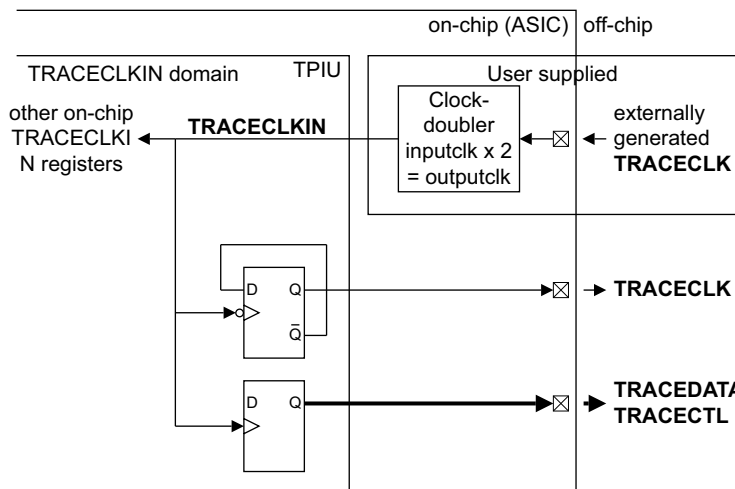 on-chip (ASIC)
off-chip
TRACECLKIN domain
TPIU
User supplied
other on-chip
TRACECLKI
N registers
TRACECLKIN
Clock-
doubler
inputclk x 2
= outputclk
externally
generated
TRACECLK
D
Q
Q̅
TRACECLK
D
Q
TRACEDATA
TRACECTL